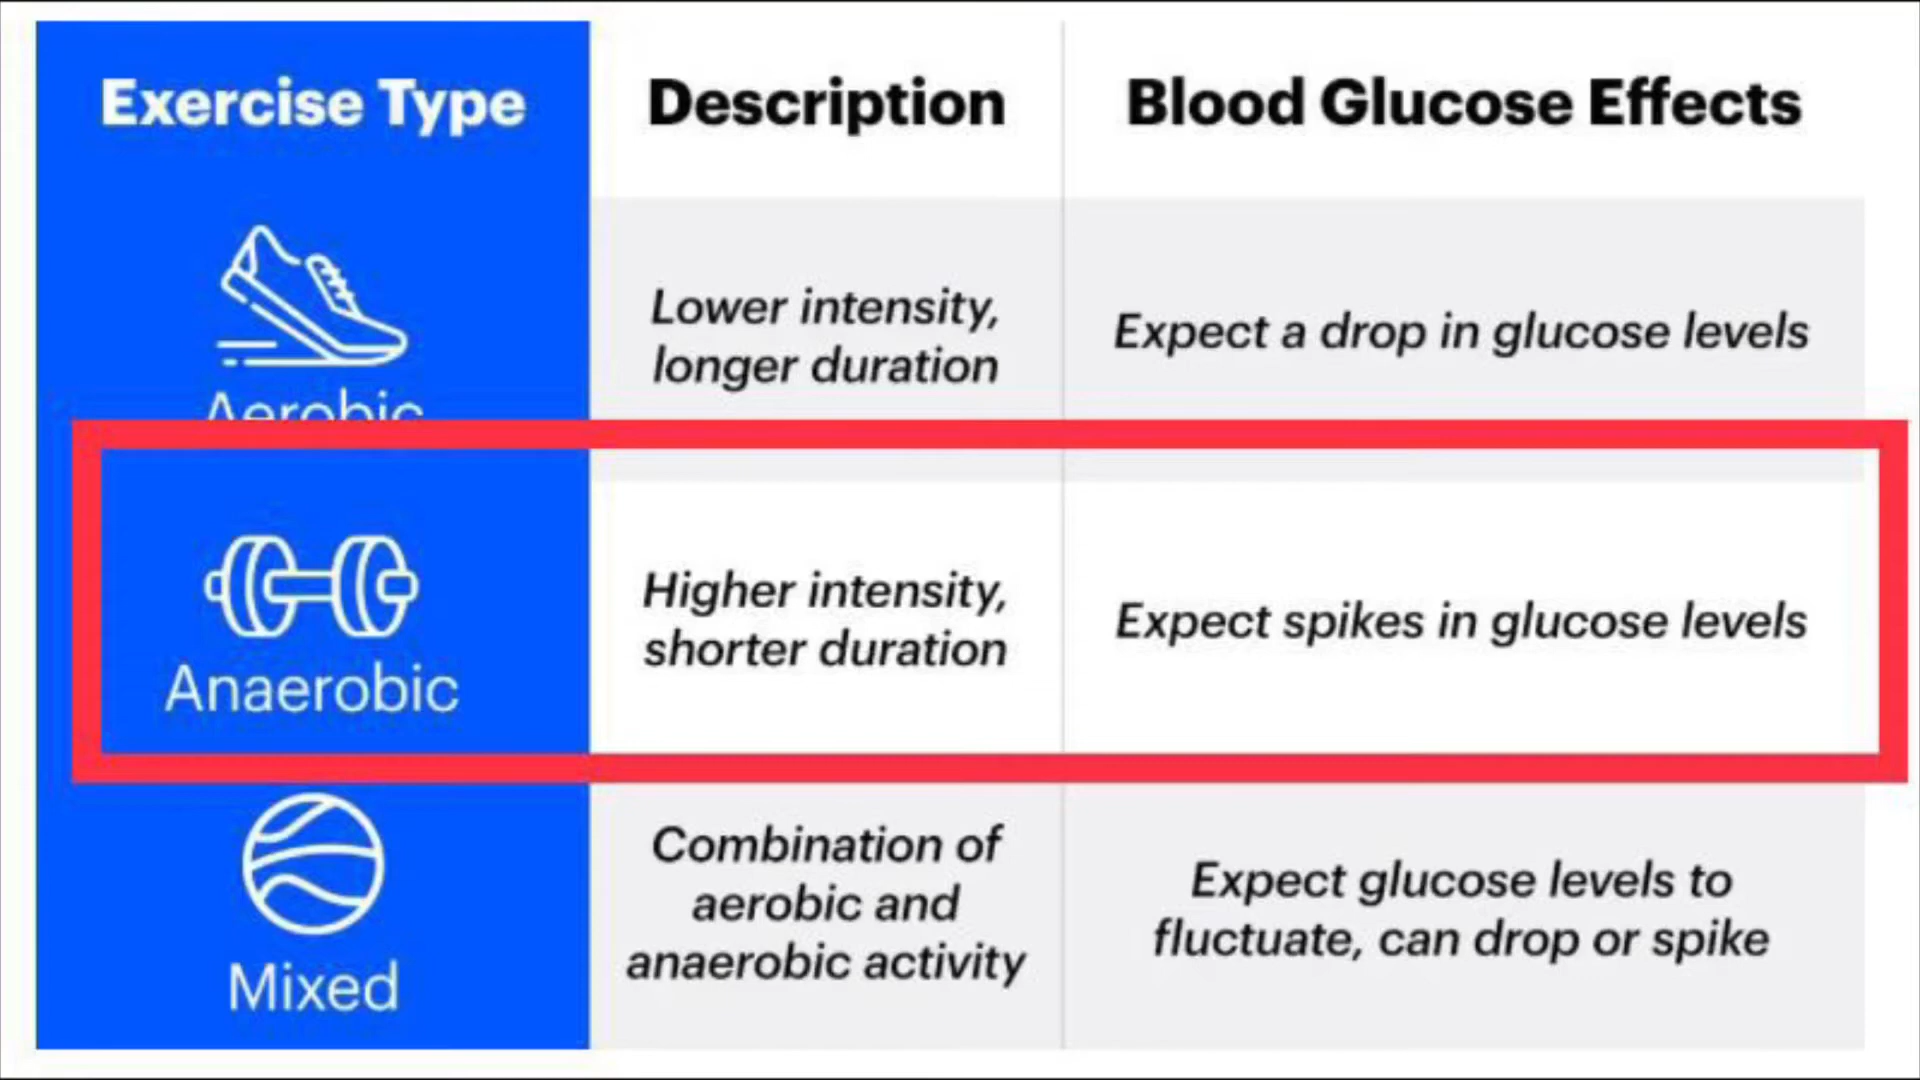 Exercise Type
Description
Blood Glucose Effects
Aerobic
Lower intensity,
longer duration
Expect a drop in glucose levels
Anaerobic
Higher intensity,
shorter duration
Expect spikes in glucose levels
Mixed
Combination of
aerobic and
anaerobic activity
Expect glucose levels to
fluctuate, can drop or spike